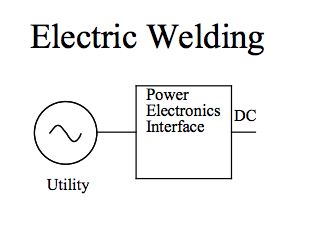 Electric Welding
Power
Electronics
Interface
DC
Utility